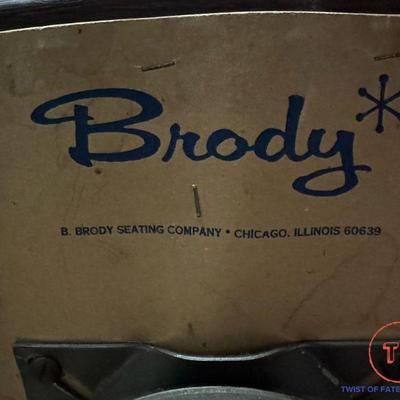 Brody
B. BRODY SEATING COMPANY • CHICAGO, ILLINOIS 60639
T
TWIST OF FATE